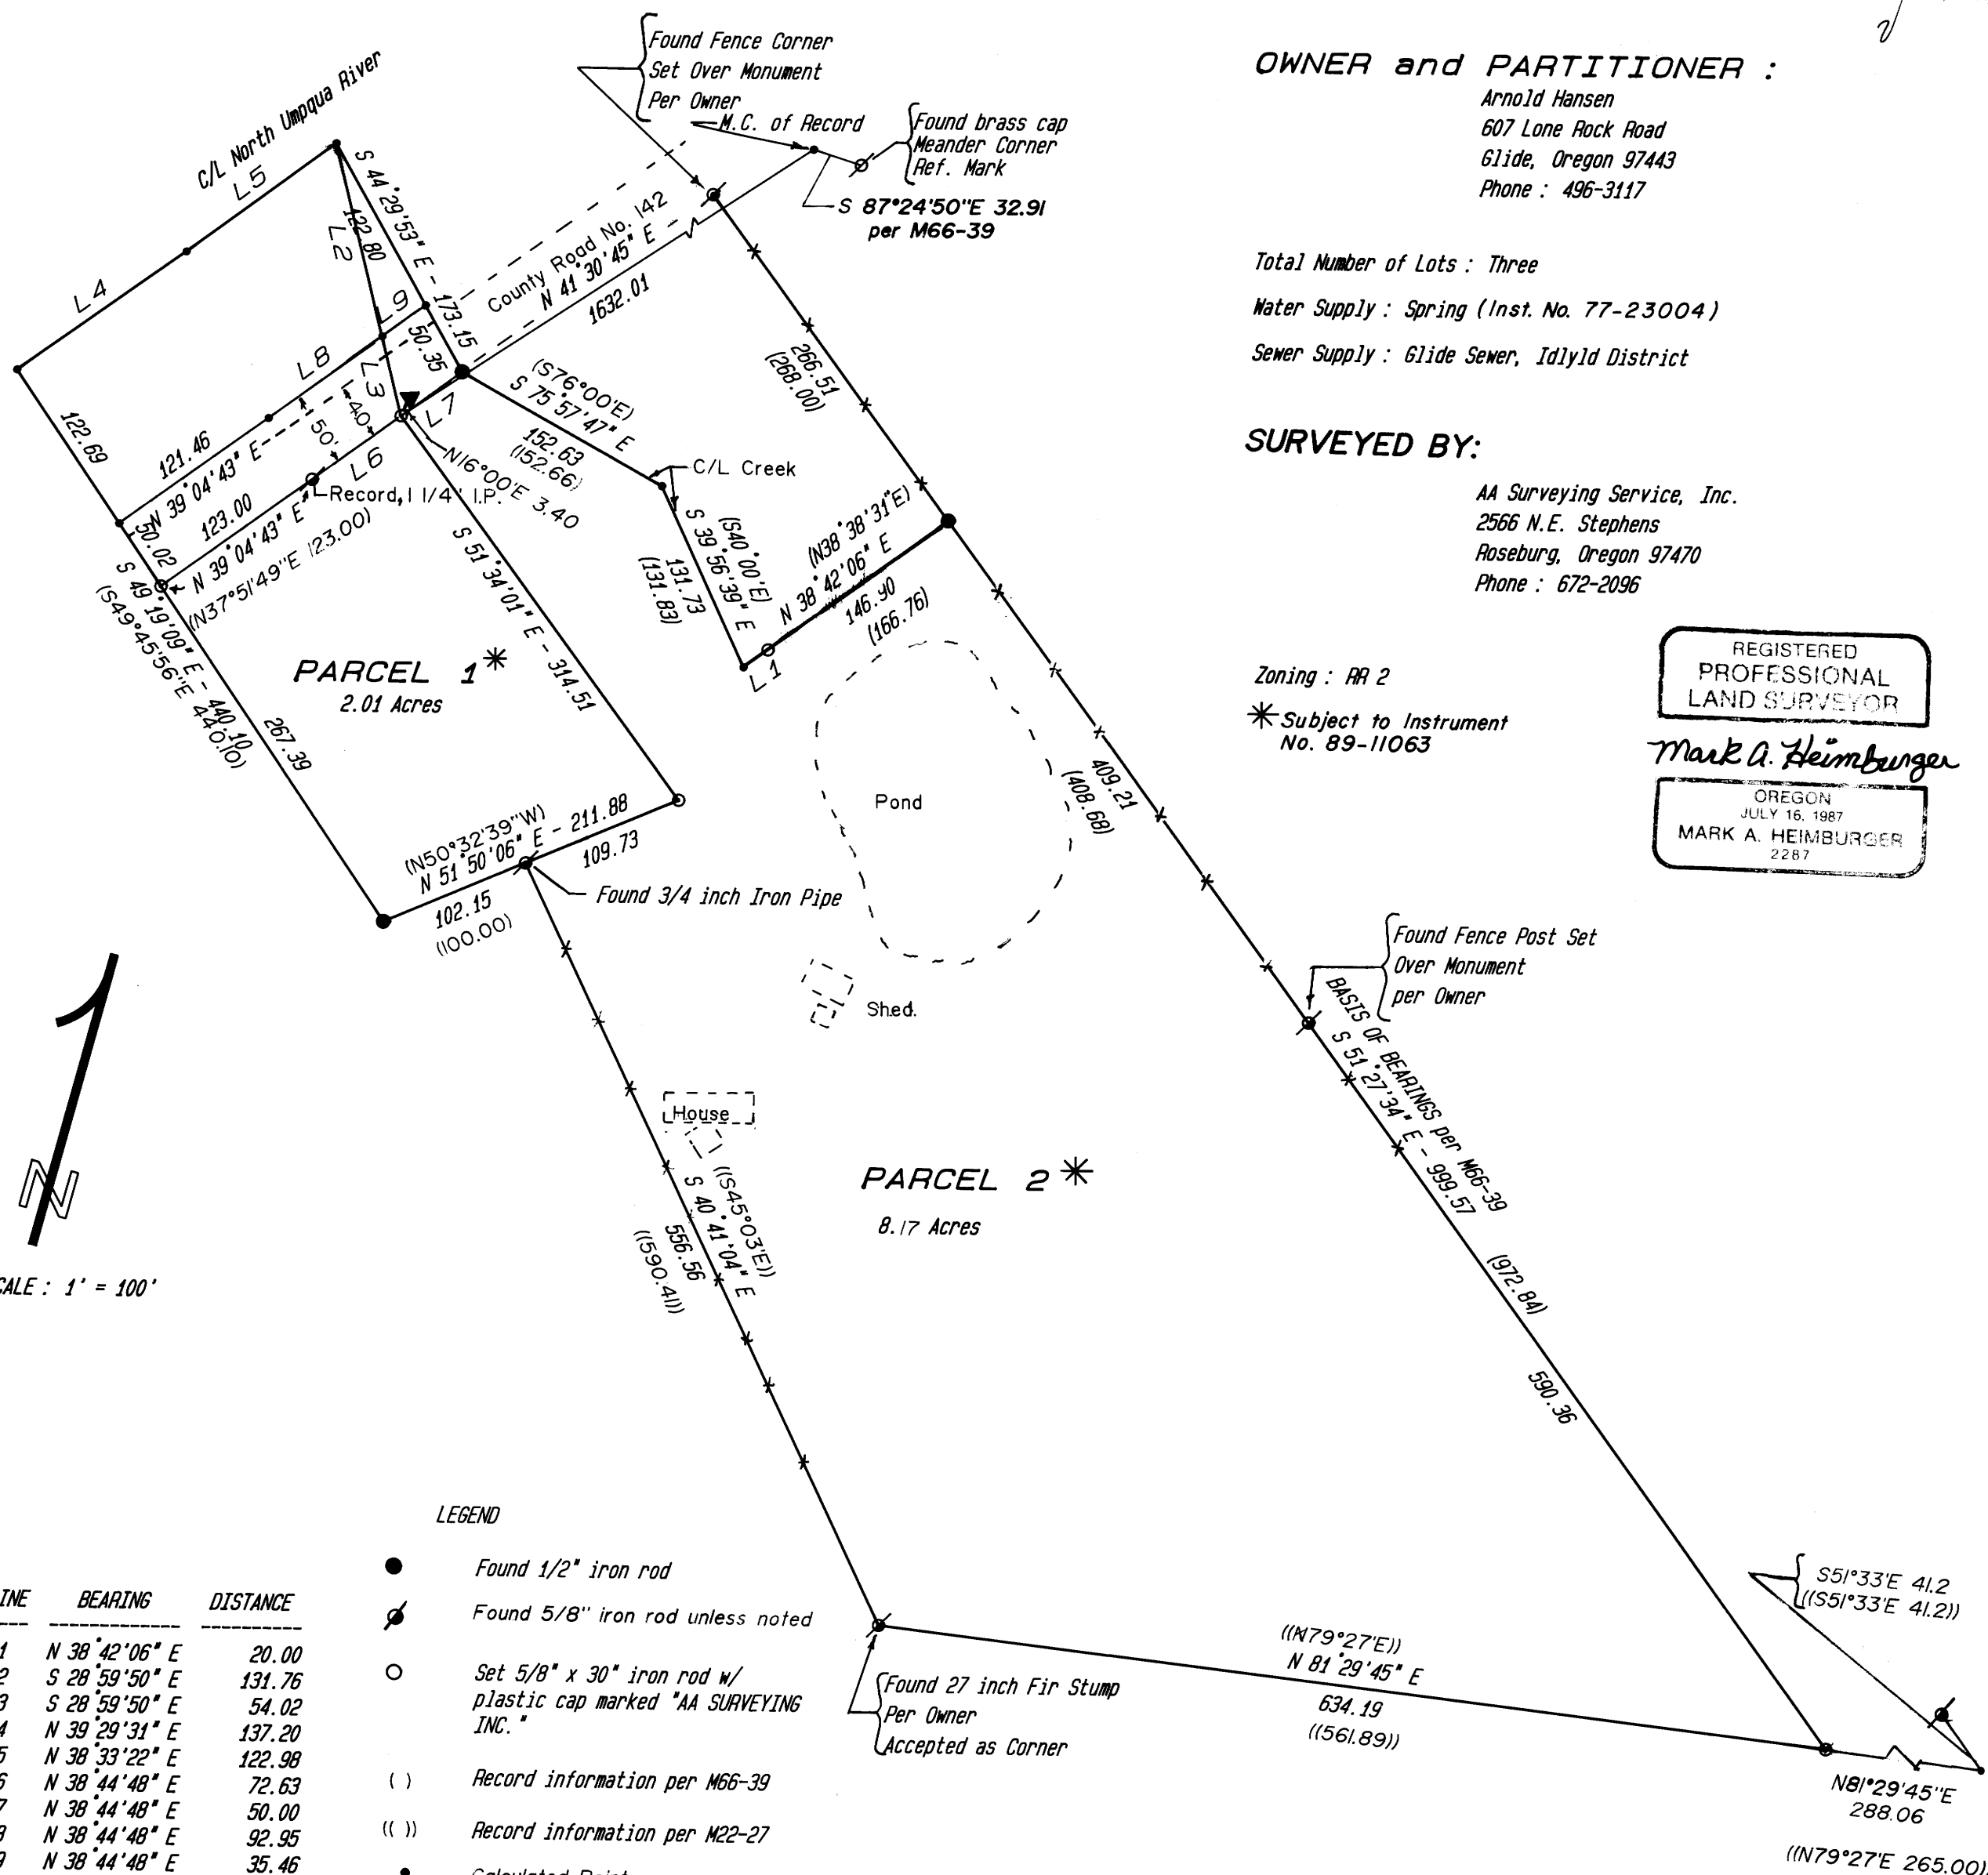 OWNER and PARTITIONER :
Arnold Hansen
607 Lone Rock Road
Glide, Oregon 97443
Phone : 496-3117
Total Number of Lots : Three
Water Supply : Spring (Inst. No. 77-23004)
Sewer Supply : Glide Sewer, Idlyld District
SURVEYED BY:
AA Surveying Service, Inc.
2566 N.E. Stephens
Roseburg, Oregon 97470
Phone : 672-2096
Zoning : RR 2
* Subject to Instrument
No. 89-11063
REGISTERED
PROFESSIONAL
LAND SURVEYOR
Mark A. Heimburger
OREGON
JULY 16, 1987
MARK A. HEIMBURGER
2287
Found Fence Corner
Set Over Monument
Per Owner
M.C. of Record
Found brass cap
Meander Corner
Ref. Mark
S 87°24'50"E 32.91
per M66-39
C/L North Umpqua River
L5
L4
S 44°29'53" E - 173.15
122.80
L2
L9
50.35
L3
L8
County Road No. 142
N 41°30'45" E
1632.01
L7
40'
50'
L6
122.69
121.46
N 39°04'43" E
123.00
N 39°04'43" E
(N37°51'49"E 123.00)
Record, 1 1/4" I.P.
N16°00'E 3.40
50.02
S 49°19'09" E - 440.10
(S49°45'56"E 440.10)
267.39
S 51°34'01" E - 314.51
(S76°00'E)
S 75°57'47" E
152.63
(152.66)
C/L Creek
(S40°00'E)
S 39°56'39" E
131.73
(131.83)
(N38°38'31"E)
N 38°42'06" E
146.90
(166.76)
L1
266.51
(268.00)
409.21
(408.68)
PARCEL 1*
2.01 Acres
(N50°32'39"W)
N 51°50'06" E - 211.88
109.73
102.15
(100.00)
Found 3/4 inch Iron Pipe
Pond
Shed.
House
Found Fence Post Set
Over Monument
per Owner
BASIS OF BEARINGS per M66-39
S 51°27'34" E - 999.57
(972.84)
590.36
PARCEL 2*
8.17 Acres
((S45°03'E))
S 40°41'04" E
556.56
((590.41))
N
CALE : 1' = 100'
LEGEND
Found 1/2" iron rod
Found 5/8" iron rod unless noted
Set 5/8" x 30" iron rod w/
plastic cap marked "AA SURVEYING
INC."
( ) Record information per M66-39
(( )) Record information per M22-27
Calculated Point
INE BEARING DISTANCE
1 N 38°42'06" E 20.00
2 S 28°59'50" E 131.76
3 S 28°59'50" E 54.02
4 N 39°29'31" E 137.20
5 N 38°33'22" E 122.98
6 N 38°44'48" E 72.63
7 N 38°44'48" E 50.00
8 N 38°44'48" E 92.95
9 N 38°44'48" E 35.46
Found 27 inch Fir Stump
Per Owner
Accepted as Corner
((N79°27'E))
N 81°29'45" E
634.19
((561.89))
S51°33'E 41.2
((S51°33'E 41.2))
N81°29'45"E
288.06
((N79°27'E 265.00))